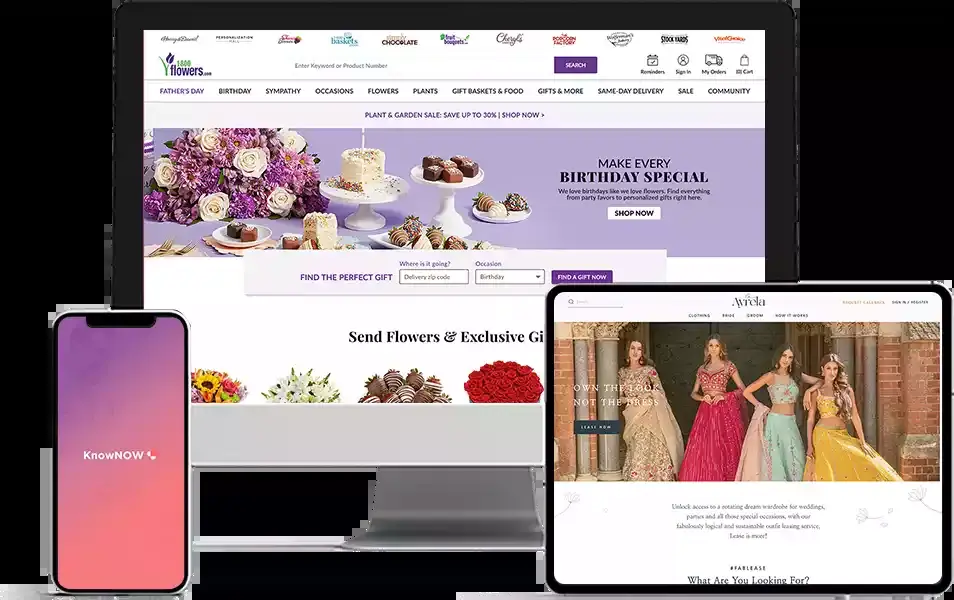 Harry & David
PERSONALIZATION MALL
Shari's Berries
1-800 baskets
simply CHOCOLATE
fruit bouquets
Cheryl's
THE POPCORN FACTORY
Wolferman's Bakery
STOCK YARDS
Vital Choice
1800 flowers.com
Enter Keyword or Product Number
SEARCH
Reminders
Sign In
My Orders
(0) Cart
FATHER'S DAY
BIRTHDAY
SYMPATHY
OCCASIONS
FLOWERS
PLANTS
GIFT BASKETS & FOOD
GIFTS & MORE
SAME-DAY DELIVERY
SALE
COMMUNITY
PLANT & GARDEN SALE: SAVE UP TO 30% | SHOP NOW >
MAKE EVERY
BIRTHDAY SPECIAL
We love birthdays like we love flowers. Find everything
from party favors to personalized gifts right here.
SHOP NOW
FIND THE PERFECT GIFT
Where is it going?
Delivery zip code
Occasion
Birthday
FIND A GIFT NOW
Send Flowers & Exclusive Gi
KnowNOW
Ayrela
REQUEST CALLBACK
SIGN IN / REGISTER
CLOTHING
BRIDE
GROOM
HOW IT WORKS
OWN THE LOOK
NOT THE DRESS
LEASE NOW
Unlock access to a rotating dream wardrobe for weddings,
parties and all those special occasions, with our
fabulously logical and sustainable outfit leasing service.
Lease is more!
#FABLEASE
What Are You Looking For?